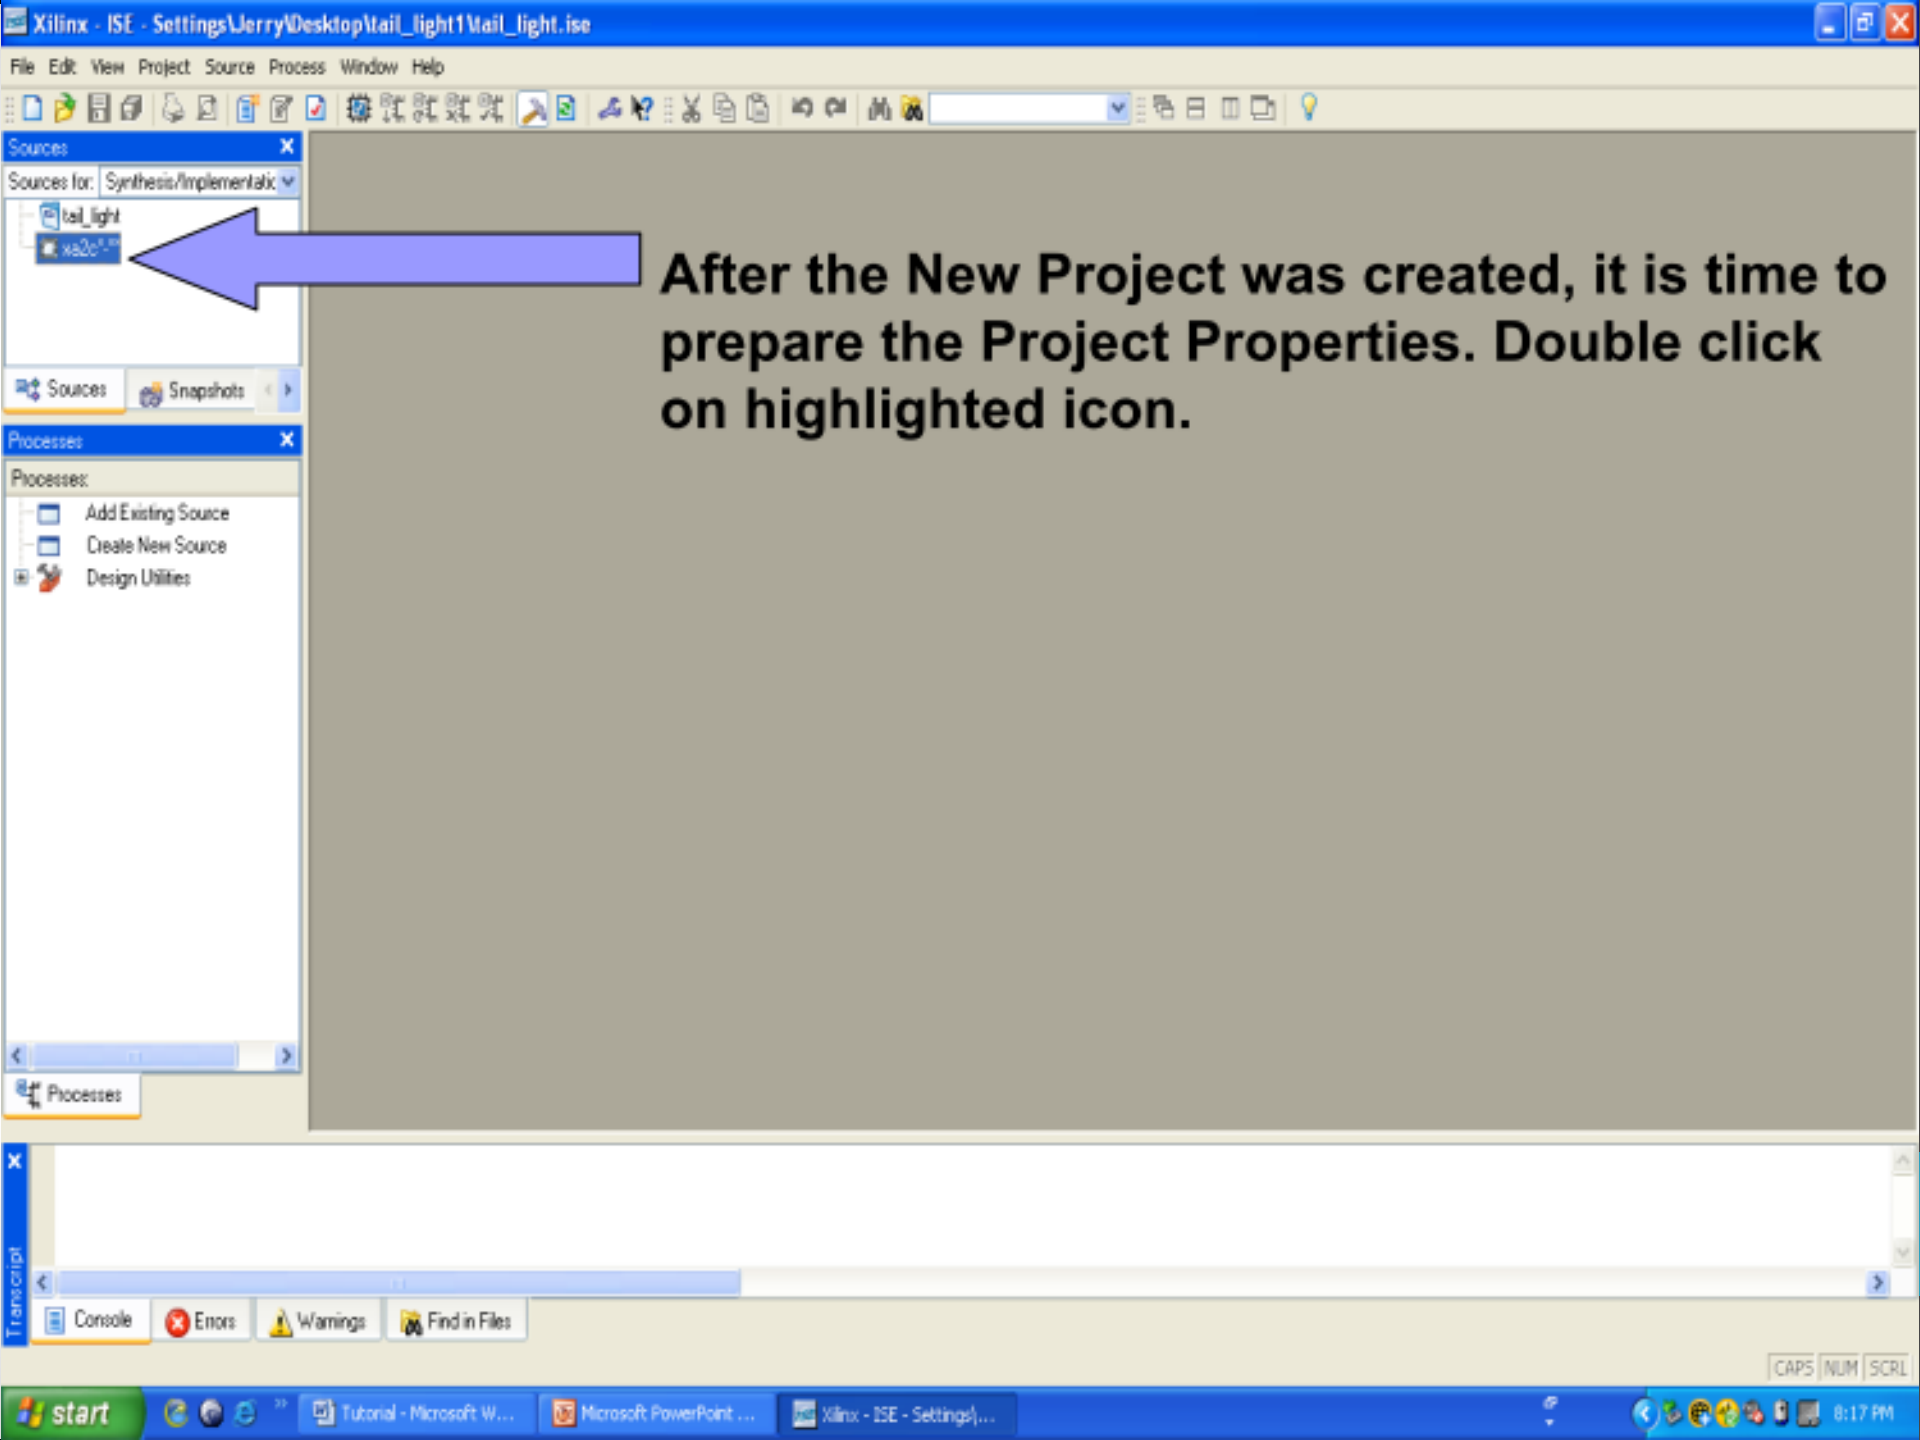 Xilinx - ISE - Settings\Jerry\Desktop\tail_light1\tail_light.ise
File Edit View Project Source Process Window Help
Sources
Sources for: Synthesis/Implementatic
tail_light
xa2c*-**
After the New Project was created, it is time to
prepare the Project Properties. Double click
on highlighted icon.
Sources Snapshots
Processes
Processes:
Add Existing Source
Create New Source
Design Utilities
Processes
Transcript
Console Errors Warnings Find in Files
CAPS NUM SCRL
start Tutorial - Microsoft W... Microsoft PowerPoint ... Xilinx - ISE - Settings\... 8:17 PM